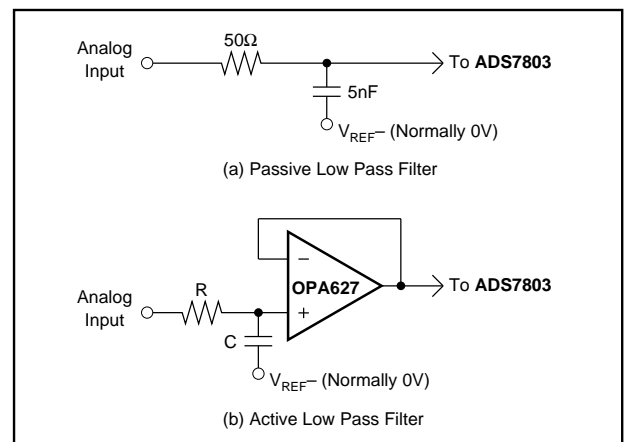 50Ω
Analog
Input
To ADS7803
5nF
VREF– (Normally 0V)
(a) Passive Low Pass Filter
–
OPA627
+
Analog
Input
R
To ADS7803
C
VREF– (Normally 0V)
(b) Active Low Pass Filter